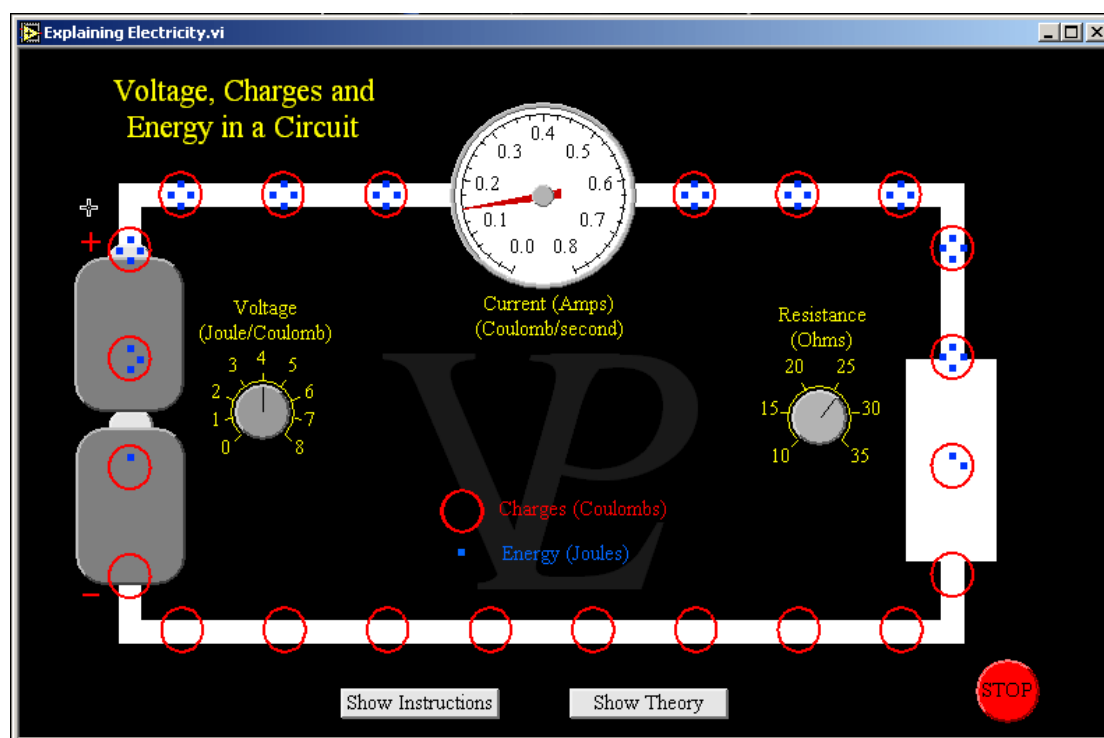 Explaining Electricity.vi
Voltage, Charges and
Energy in a Circuit
0.0
0.1
0.2
0.3
0.4
0.5
0.6
0.7
0.8
Current (Amps)
(Coulomb/second)
+
−
Voltage
(Joule/Coulomb)
0
1
2
3
4
5
6
7
8
Resistance
(Ohms)
10
15
20
25
30
35
VPL
Charges (Coulombs)
Energy (Joules)
Show Instructions
Show Theory
STOP